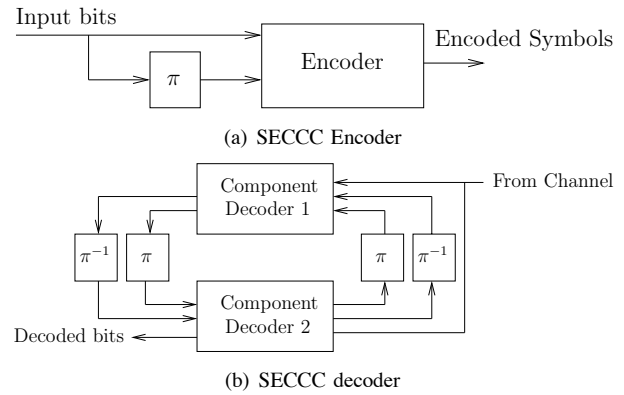 Input bits
π
Encoder
Encoded Symbols
(a) SECCC Encoder
Component
Decoder 1
From Channel
π⁻¹
π
π
π⁻¹
Component
Decoder 2
Decoded bits
(b) SECCC decoder